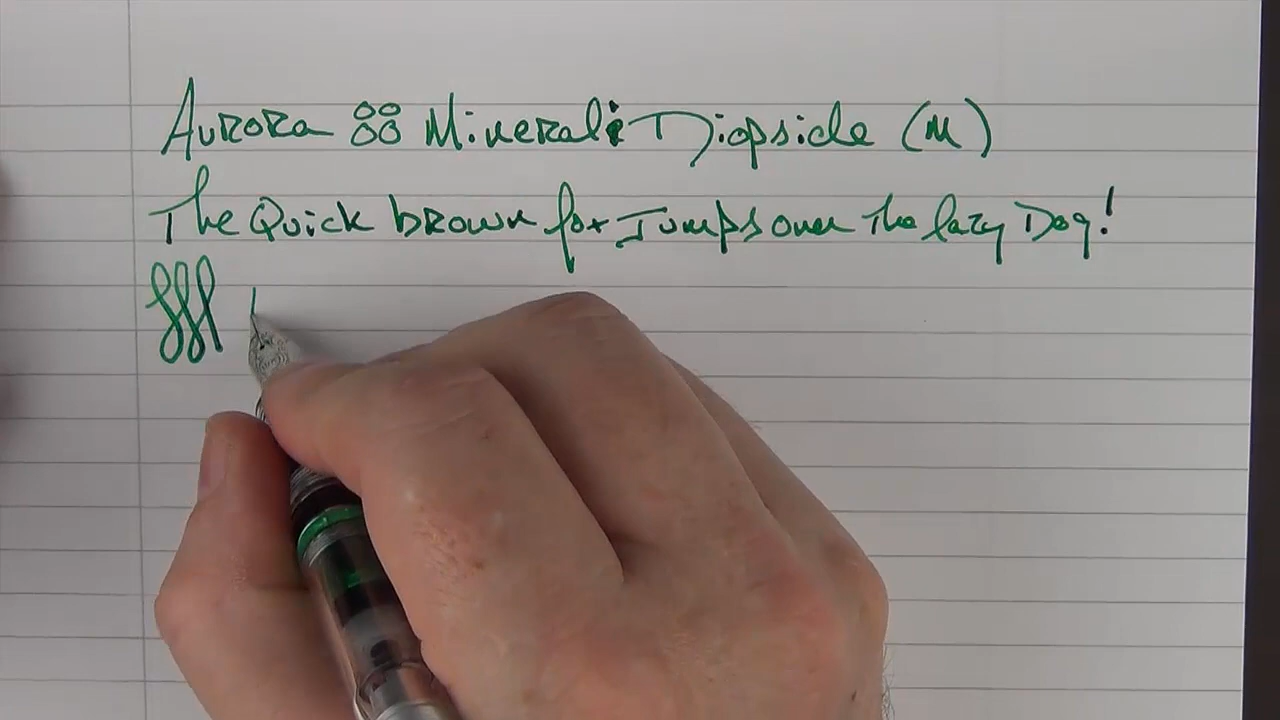 Aurora 88 Minerali Diopside (M)
The Quick brown fox Jumps over The lazy Dog!
fff